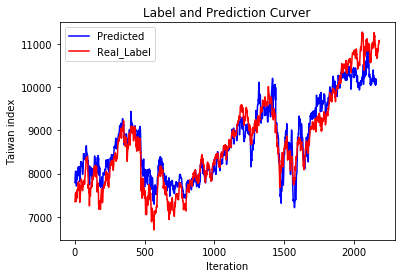 Label and Prediction Curver
Predicted
Real_Label
Taiwan index
11000
10000
9000
8000
7000
0
500
1000
1500
2000
Iteration